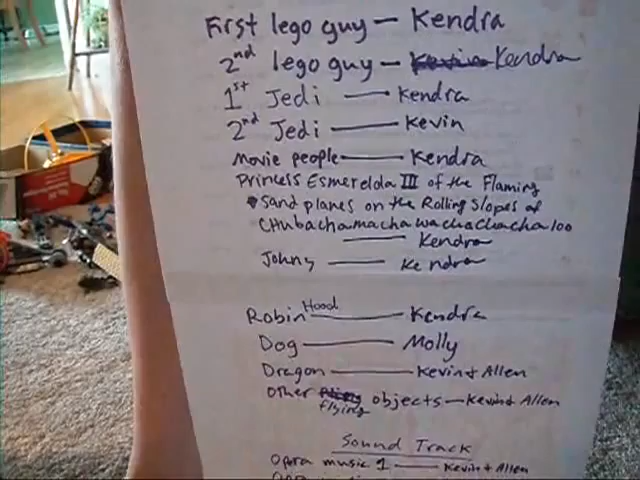 First lego guy — Kendra
2nd lego guy — Kevin Kendra
1st Jedi — Kendra
2nd Jedi — Kevin
Movie people — Kendra
Princess Esmerelda III of the Flaming
Sand planes on the Rolling Slopes of
Chubachamachawachachachaloo
— Kendra
Johny — Kendra
Robin Hood — Kendra
Dog — Molly
Dragon — Kevin & Allen
Other flying objects — Kevin & Allen
Sound Track
Opera music 1 — Kevin & Allen